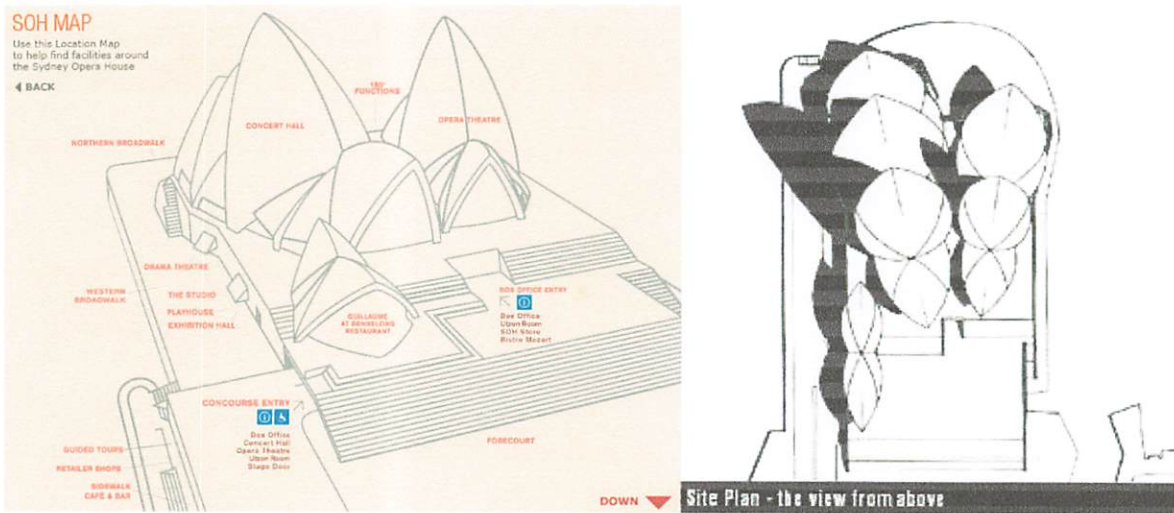 SOH MAP
Use this Location Map
to help find facilities around
the Sydney Opera House
BACK
180°
FUNCTIONS
CONCERT HALL
OPERA THEATRE
NORTHERN BROADWALK
DRAMA THEATRE
WESTERN
BROADWALK
THE STUDIO
PLAYHOUSE
EXHIBITION HALL
GUILLAUME
AT BENNELONG
RESTAURANT
BOX OFFICE ENTRY
Box Office
Utzon Room
SOH Store
Bistro Mozart
CONCOURSE ENTRY
Box Office
Concert Hall
Opera Theatre
Utzon Room
Stage Door
FORECOURT
GUIDED TOURS
RETAILER SHOPS
SIDEWALK
CAFÉ & BAR
DOWN
Site Plan - the view from above